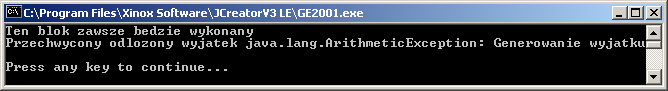 C:\Program Files\Xinox Software\JCreatorV3 LE\GE2001.exe
Ten blok zawsze bedzie wykonany
Przechwycony odlozony wyjatek java.lang.ArithmeticException: Generowanie wyjatku
Press any key to continue...